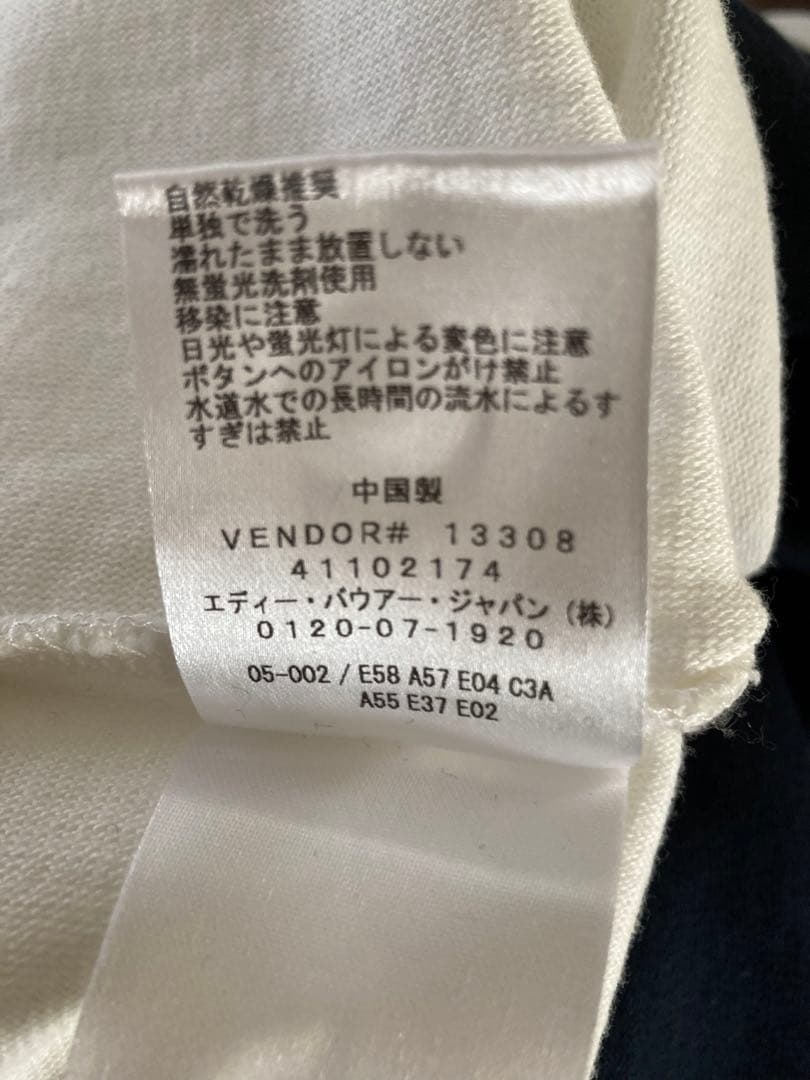 自然乾燥推奨
単独で洗う
濡れたまま放置しない
無蛍光洗剤使用
移染に注意
日光や蛍光灯による変色に注意
ボタンへのアイロンがけ禁止
水道水での長時間の流水によるす
すぎは禁止
中国製
VENDOR# 13308
41102174
エディー・バウアー・ジャパン（株）
0120-07-1920
05-002 / E58 A57 E04 C3A
A55 E37 E02